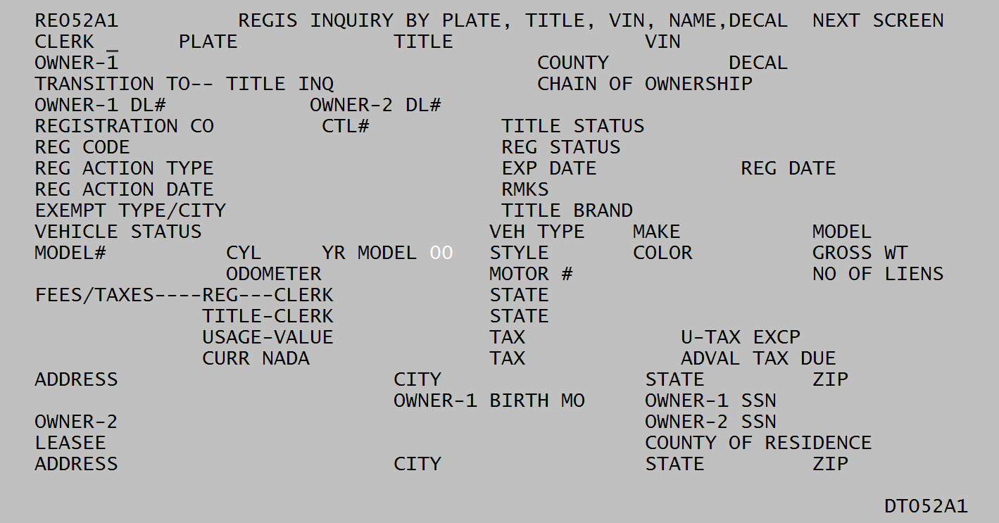 RE052A1 REGIS INQUIRY BY PLATE, TITLE, VIN, NAME,DECAL NEXT SCREEN
CLERK _ PLATE TITLE VIN
OWNER-1 COUNTY DECAL
TRANSITION TO-- TITLE INQ CHAIN OF OWNERSHIP
OWNER-1 DL# OWNER-2 DL#
REGISTRATION CO CTL# TITLE STATUS
REG CODE REG STATUS
REG ACTION TYPE EXP DATE REG DATE
REG ACTION DATE RMKS
EXEMPT TYPE/CITY TITLE BRAND
VEHICLE STATUS VEH TYPE MAKE MODEL
MODEL# CYL YR MODEL 00 STYLE COLOR GROSS WT
ODOMETER MOTOR # NO OF LIENS
FEES/TAXES----REG---CLERK STATE
TITLE-CLERK STATE
USAGE-VALUE TAX U-TAX EXCP
CURR NADA TAX ADVAL TAX DUE
ADDRESS CITY STATE ZIP
OWNER-1 BIRTH MO OWNER-1 SSN
OWNER-2 OWNER-2 SSN
LEASEE COUNTY OF RESIDENCE
ADDRESS CITY STATE ZIP
DT052A1